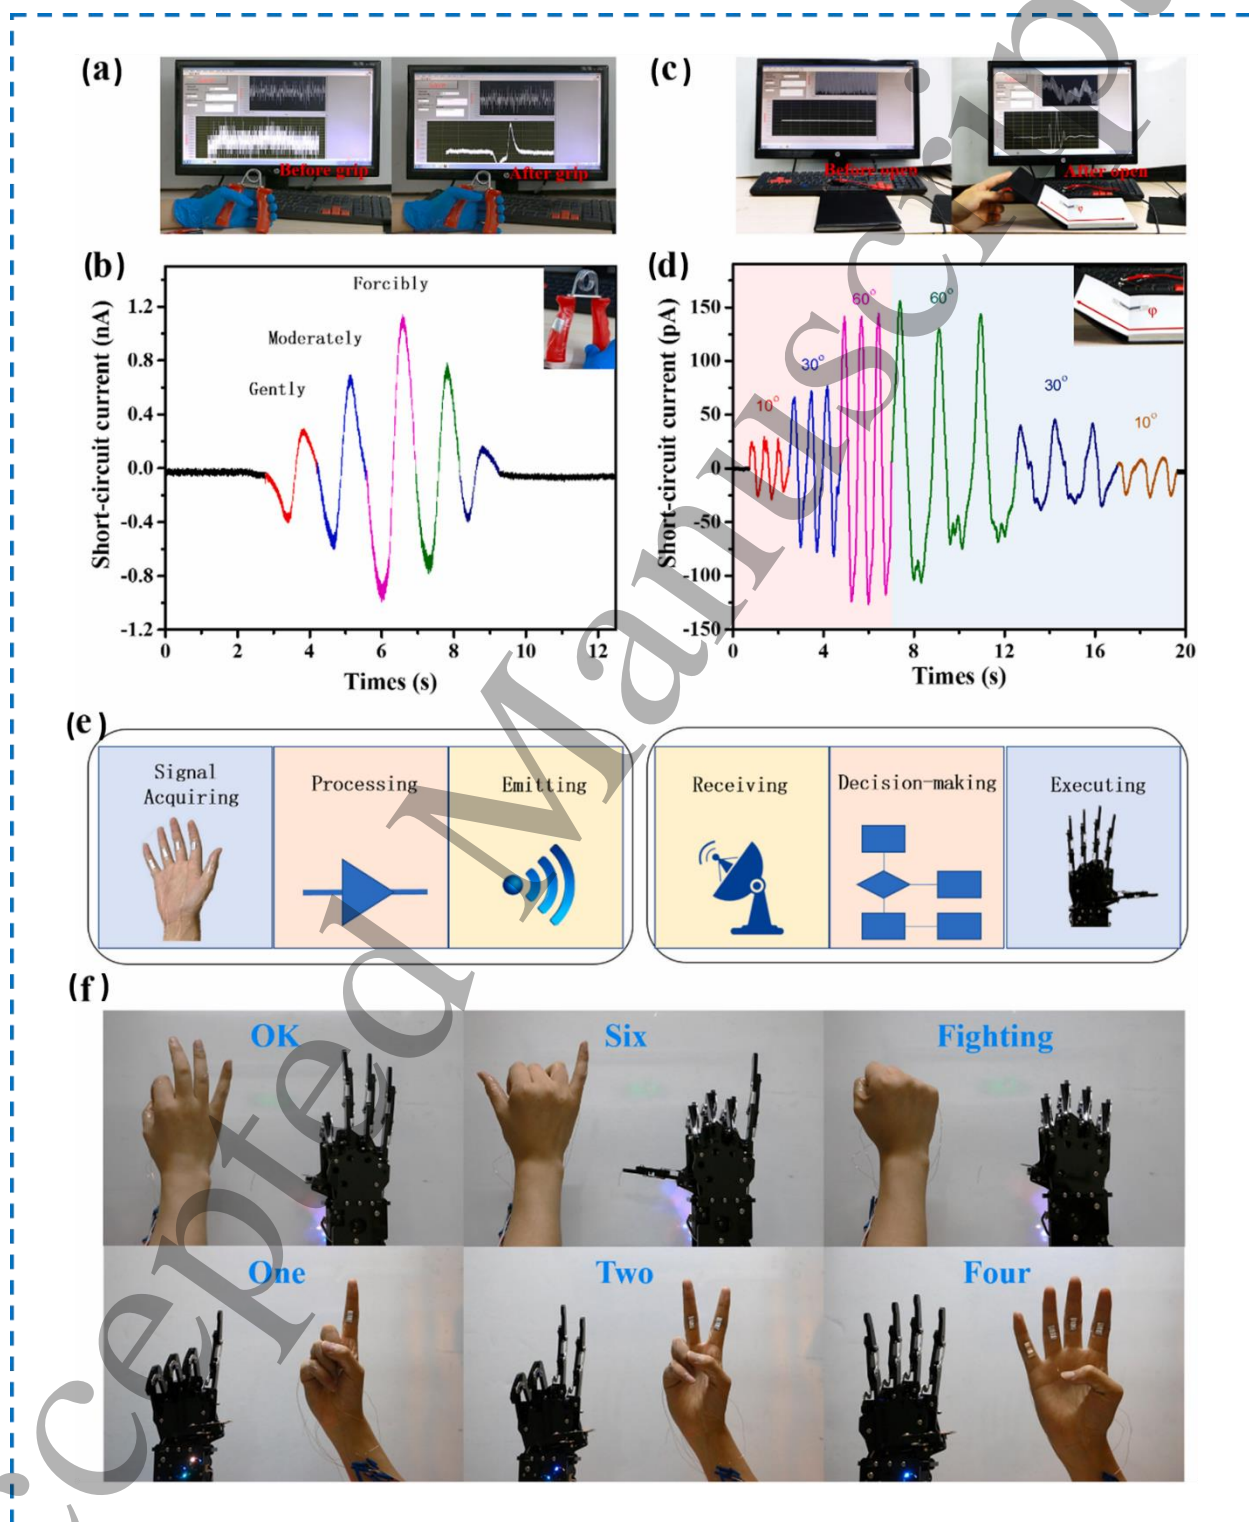 (a)
Before grip
After grip
(c)
Before open
After open
φ
φ
(b)
Short-circuit current (nA)
1.2
0.8
0.4
0.0
-0.4
-0.8
-1.2
Forcibly
Moderately
Gently
0 2 4 6 8 10 12
Times (s)
(d)
Short-circuit current (pA)
150
100
50
0
-50
-100
-150
10°
30°
60°
60°
30°
10°
φ
0 4 8 12 16 20
Times (s)
(e)
Signal
Acquiring
Processing
Emitting
Receiving
Decision-making
Executing
(f)
OK
Six
Fighting
One
Two
Four
cepted Manuscrip